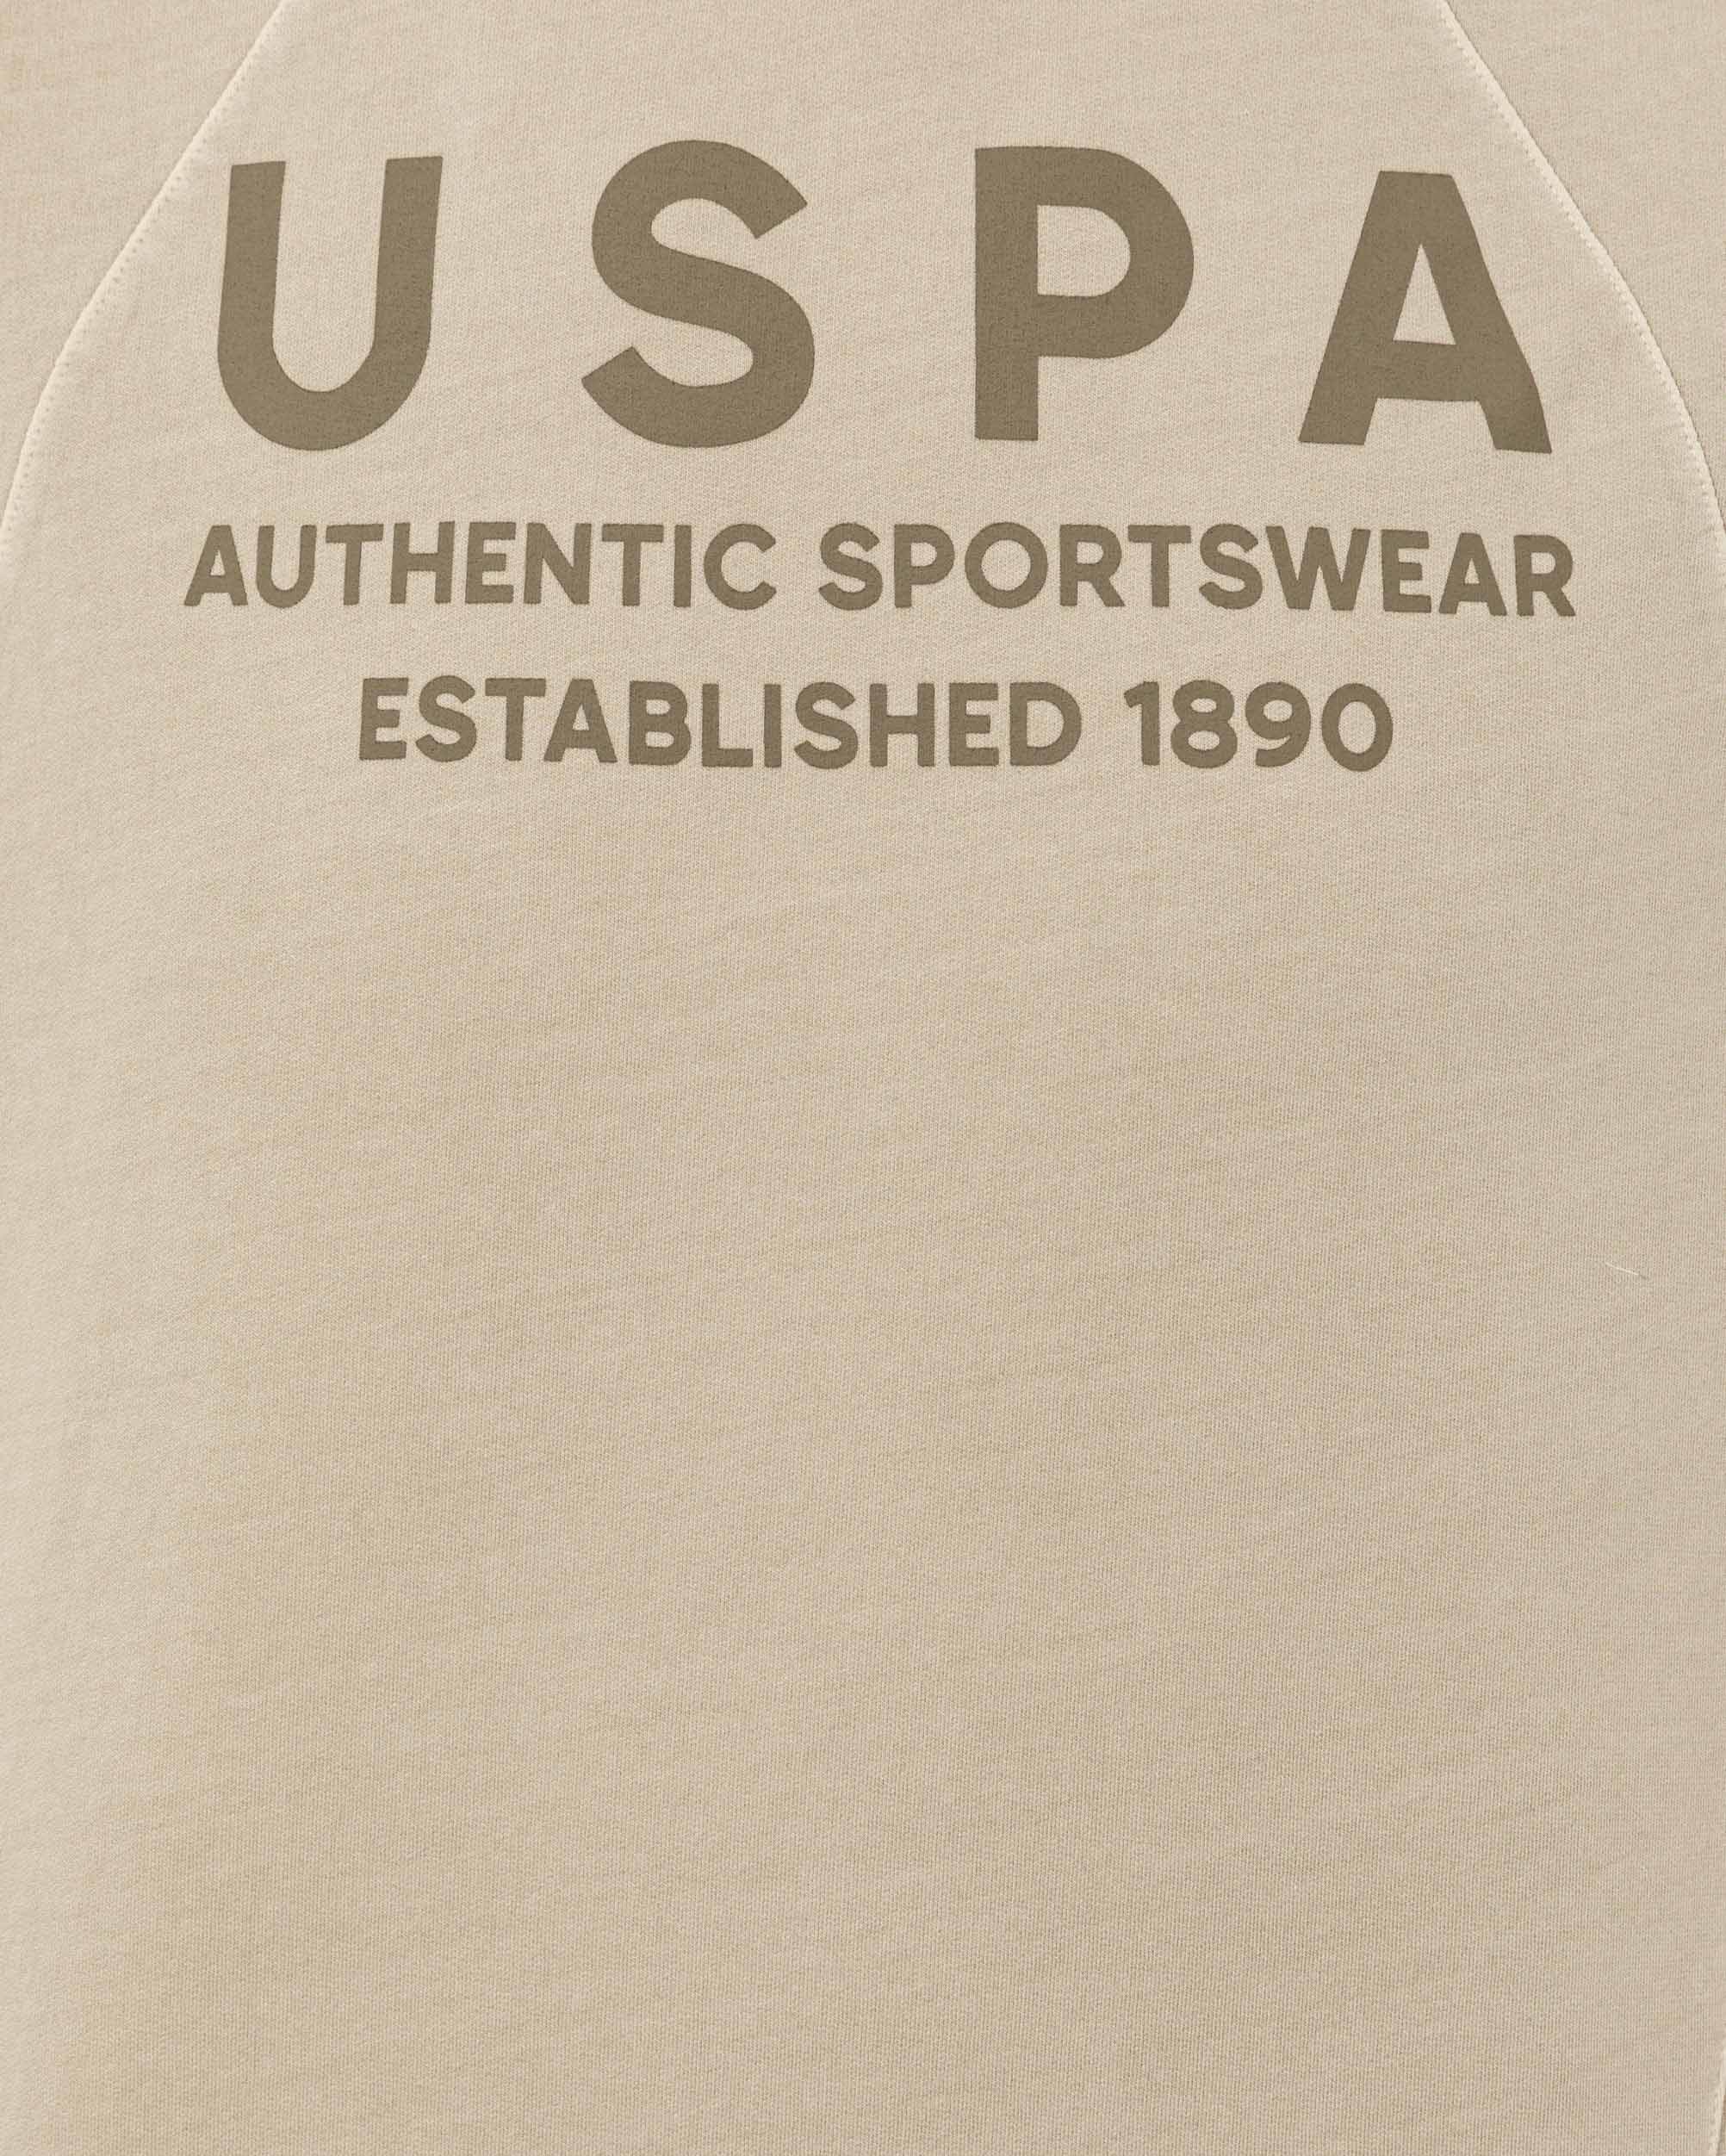 USPA
AUTHENTIC SPORTSWEAR
ESTABLISHED 1890